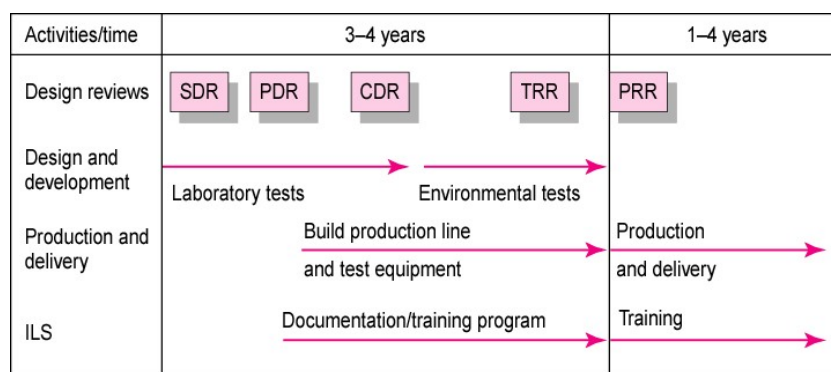 Activities/time
3–4 years
1–4 years
Design reviews
SDR
PDR
CDR
TRR
PRR
Design and
development
Laboratory tests
Environmental tests
Production and
delivery
Build production line
and test equipment
Production
and delivery
ILS
Documentation/training program
Training